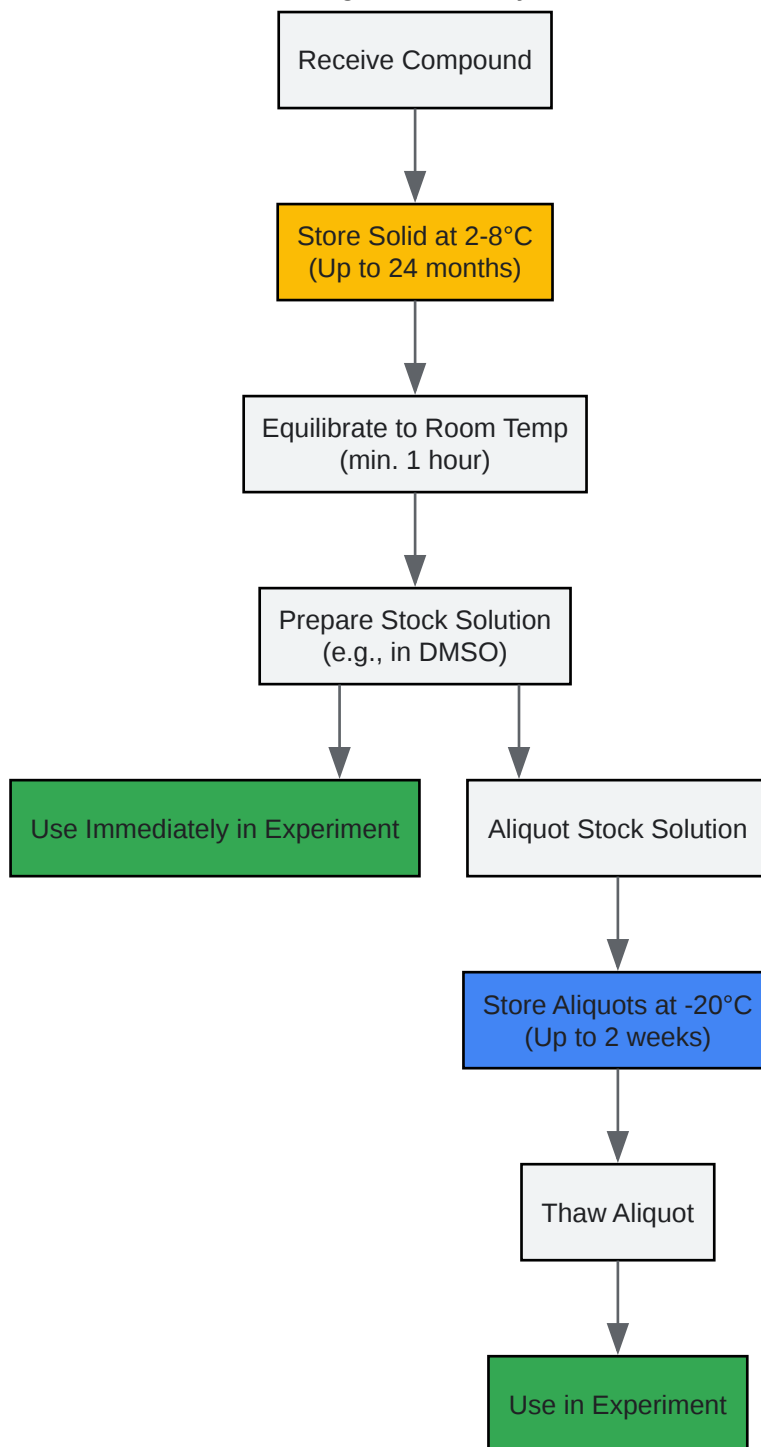 Receive Compound
Store Solid at 2-8°C
(Up to 24 months)
Equilibrate to Room Temp
(min. 1 hour)
Prepare Stock Solution
(e.g., in DMSO)
Use Immediately in Experiment
Aliquot Stock Solution
Store Aliquots at -20°C
(Up to 2 weeks)
Thaw Aliquot
Use in Experiment